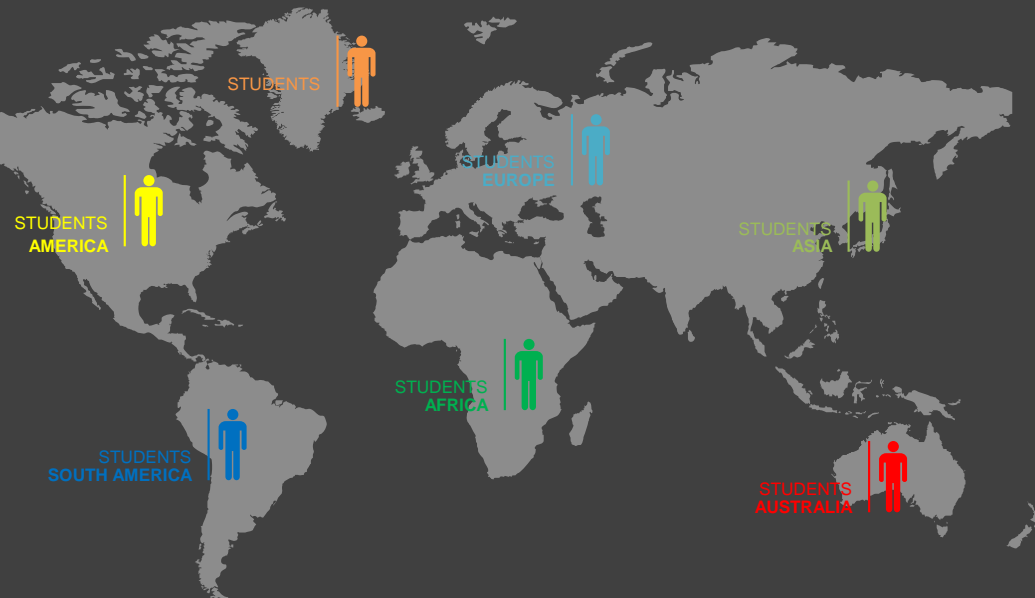 STUDENTS
STUDENTS
EUROPE
STUDENTS
AMERICA
STUDENTS
ASIA
STUDENTS
AFRICA
STUDENTS
SOUTH AMERICA
STUDENTS
AUSTRALIA